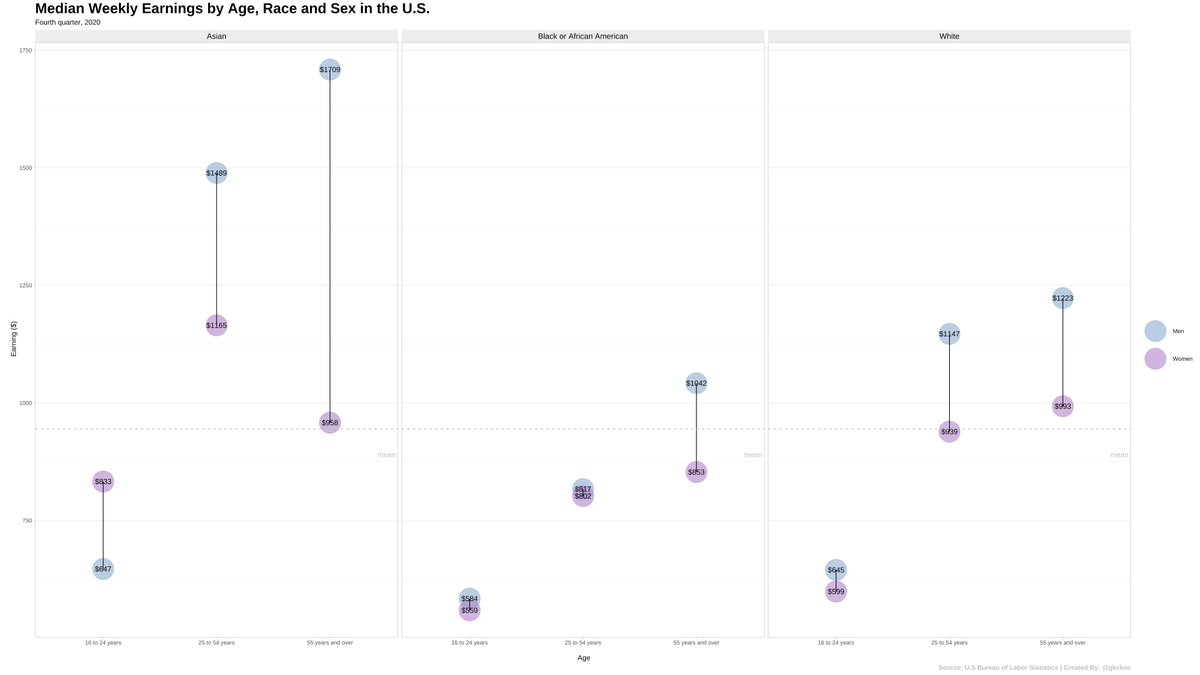 Median Weekly Earnings by Age, Race and Sex in the U.S.
Fourth quarter, 2020
Asian
Black or African American
White
1750
1500
1250
1000
750
Earning ($)
$1709
$1489
$1165
$958
$833
$647
mean
$1042
$853
$817
$802
$584
$559
mean
$1223
$1147
$993
$939
$645
$599
mean
Men
Women
16 to 24 years
25 to 54 years
55 years and over
16 to 24 years
25 to 54 years
55 years and over
16 to 24 years
25 to 54 years
55 years and over
Age
Source: U.S Bureau of Labor Statistics | Created By: @gkckoc